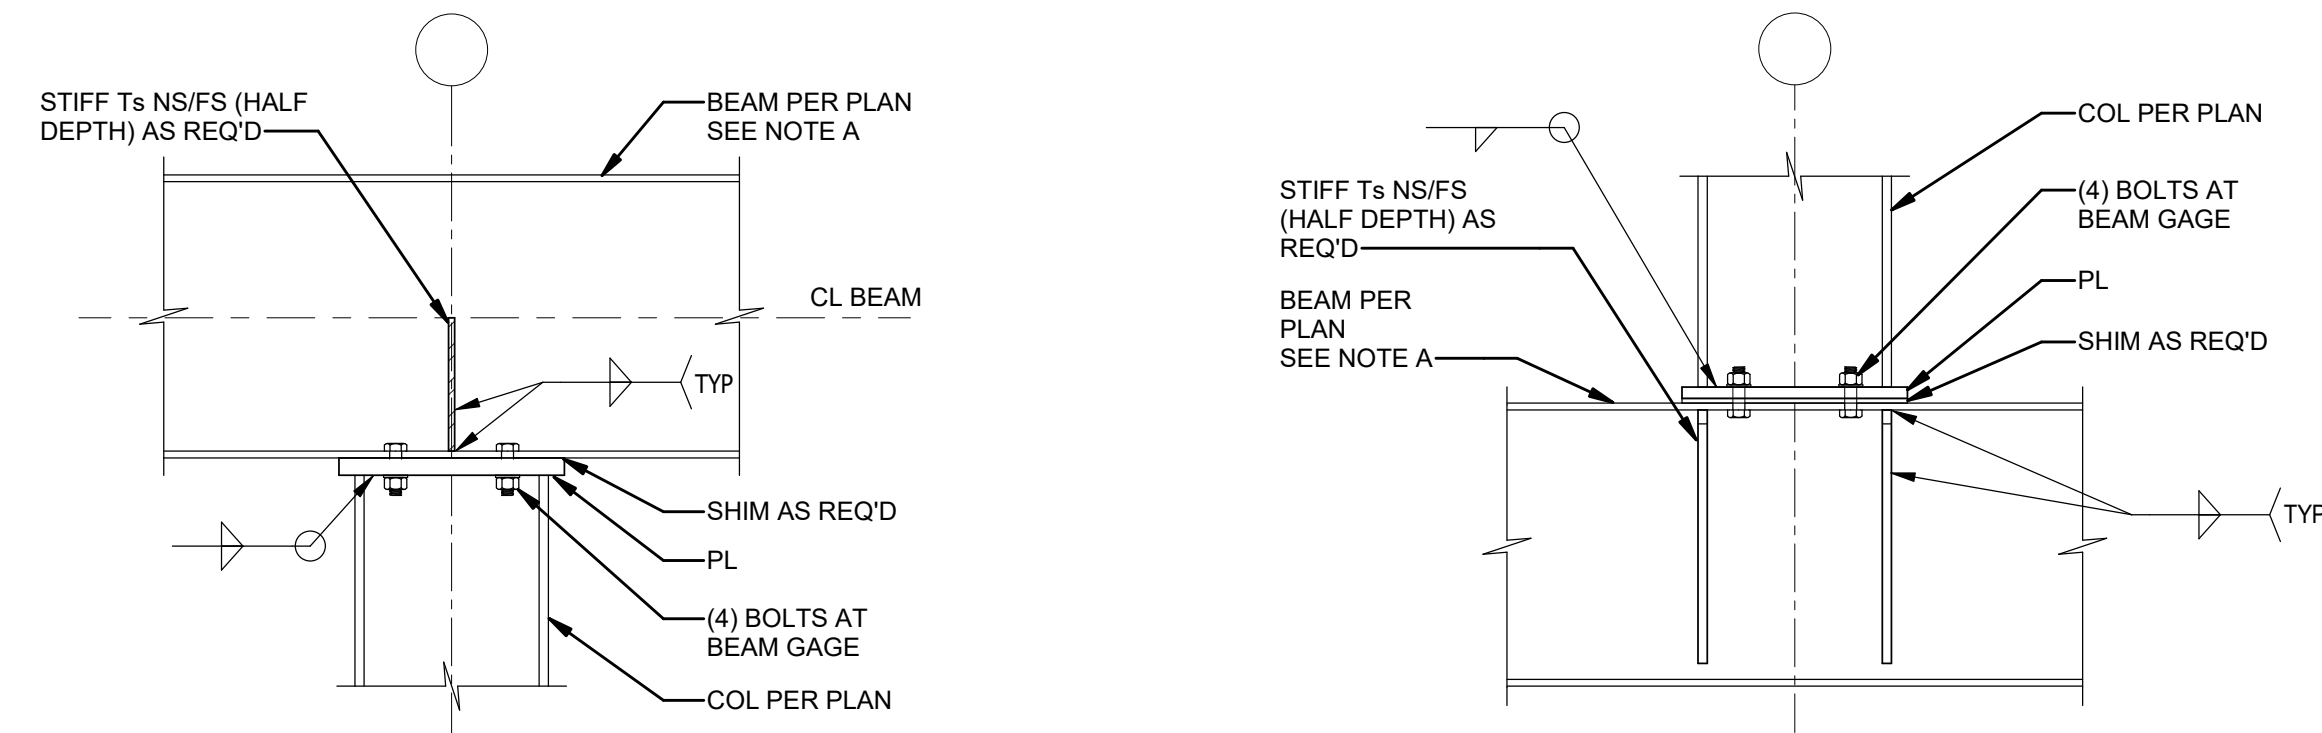 STIFF Ts NS/FS (HALF
DEPTH) AS REQ'D
BEAM PER PLAN
SEE NOTE A
CL BEAM
TYP
SHIM AS REQ'D
PL
(4) BOLTS AT
BEAM GAGE
COL PER PLAN
STIFF Ts NS/FS
(HALF DEPTH) AS
REQ'D
BEAM PER
PLAN
SEE NOTE A
COL PER PLAN
(4) BOLTS AT
BEAM GAGE
PL
SHIM AS REQ'D
TYP